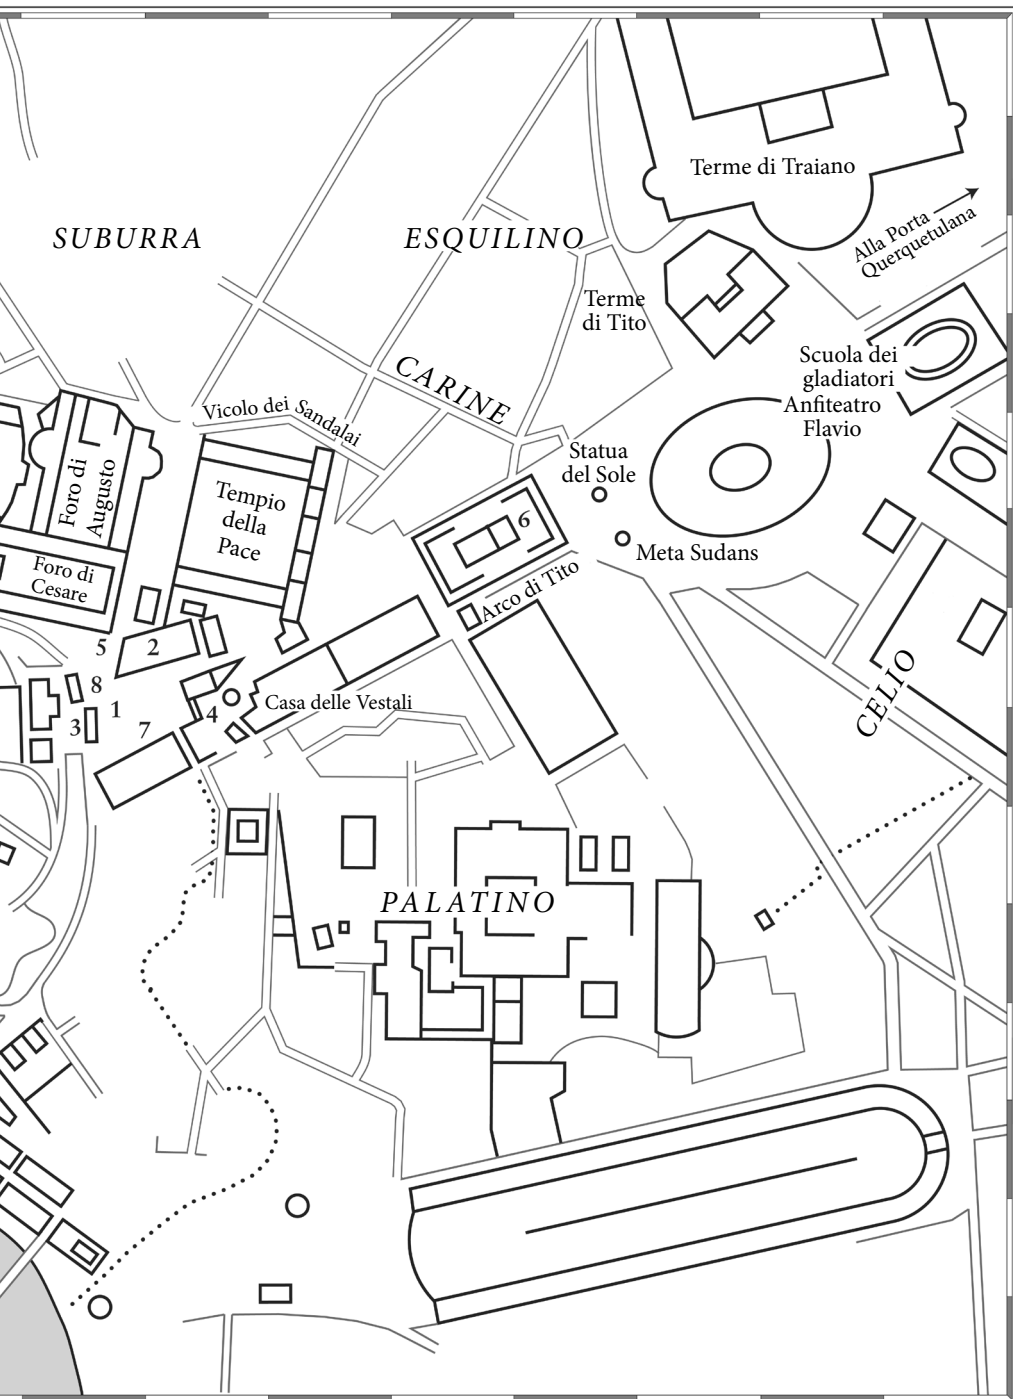 Terme di Traiano
Alla Porta
Querquetulana
SUBURRA
ESQUILINO
Terme
di Tito
Scuola dei
gladiatori
Anfiteatro
Flavio
CARINE
Vicolo dei Sandalai
Statua
del Sole
Foro di
Augusto
Tempio
della
Pace
6
Meta Sudans
Foro di
Cesare
Arco di Tito
5
2
8
1
3
7
4
Casa delle Vestali
CELIO
PALATINO